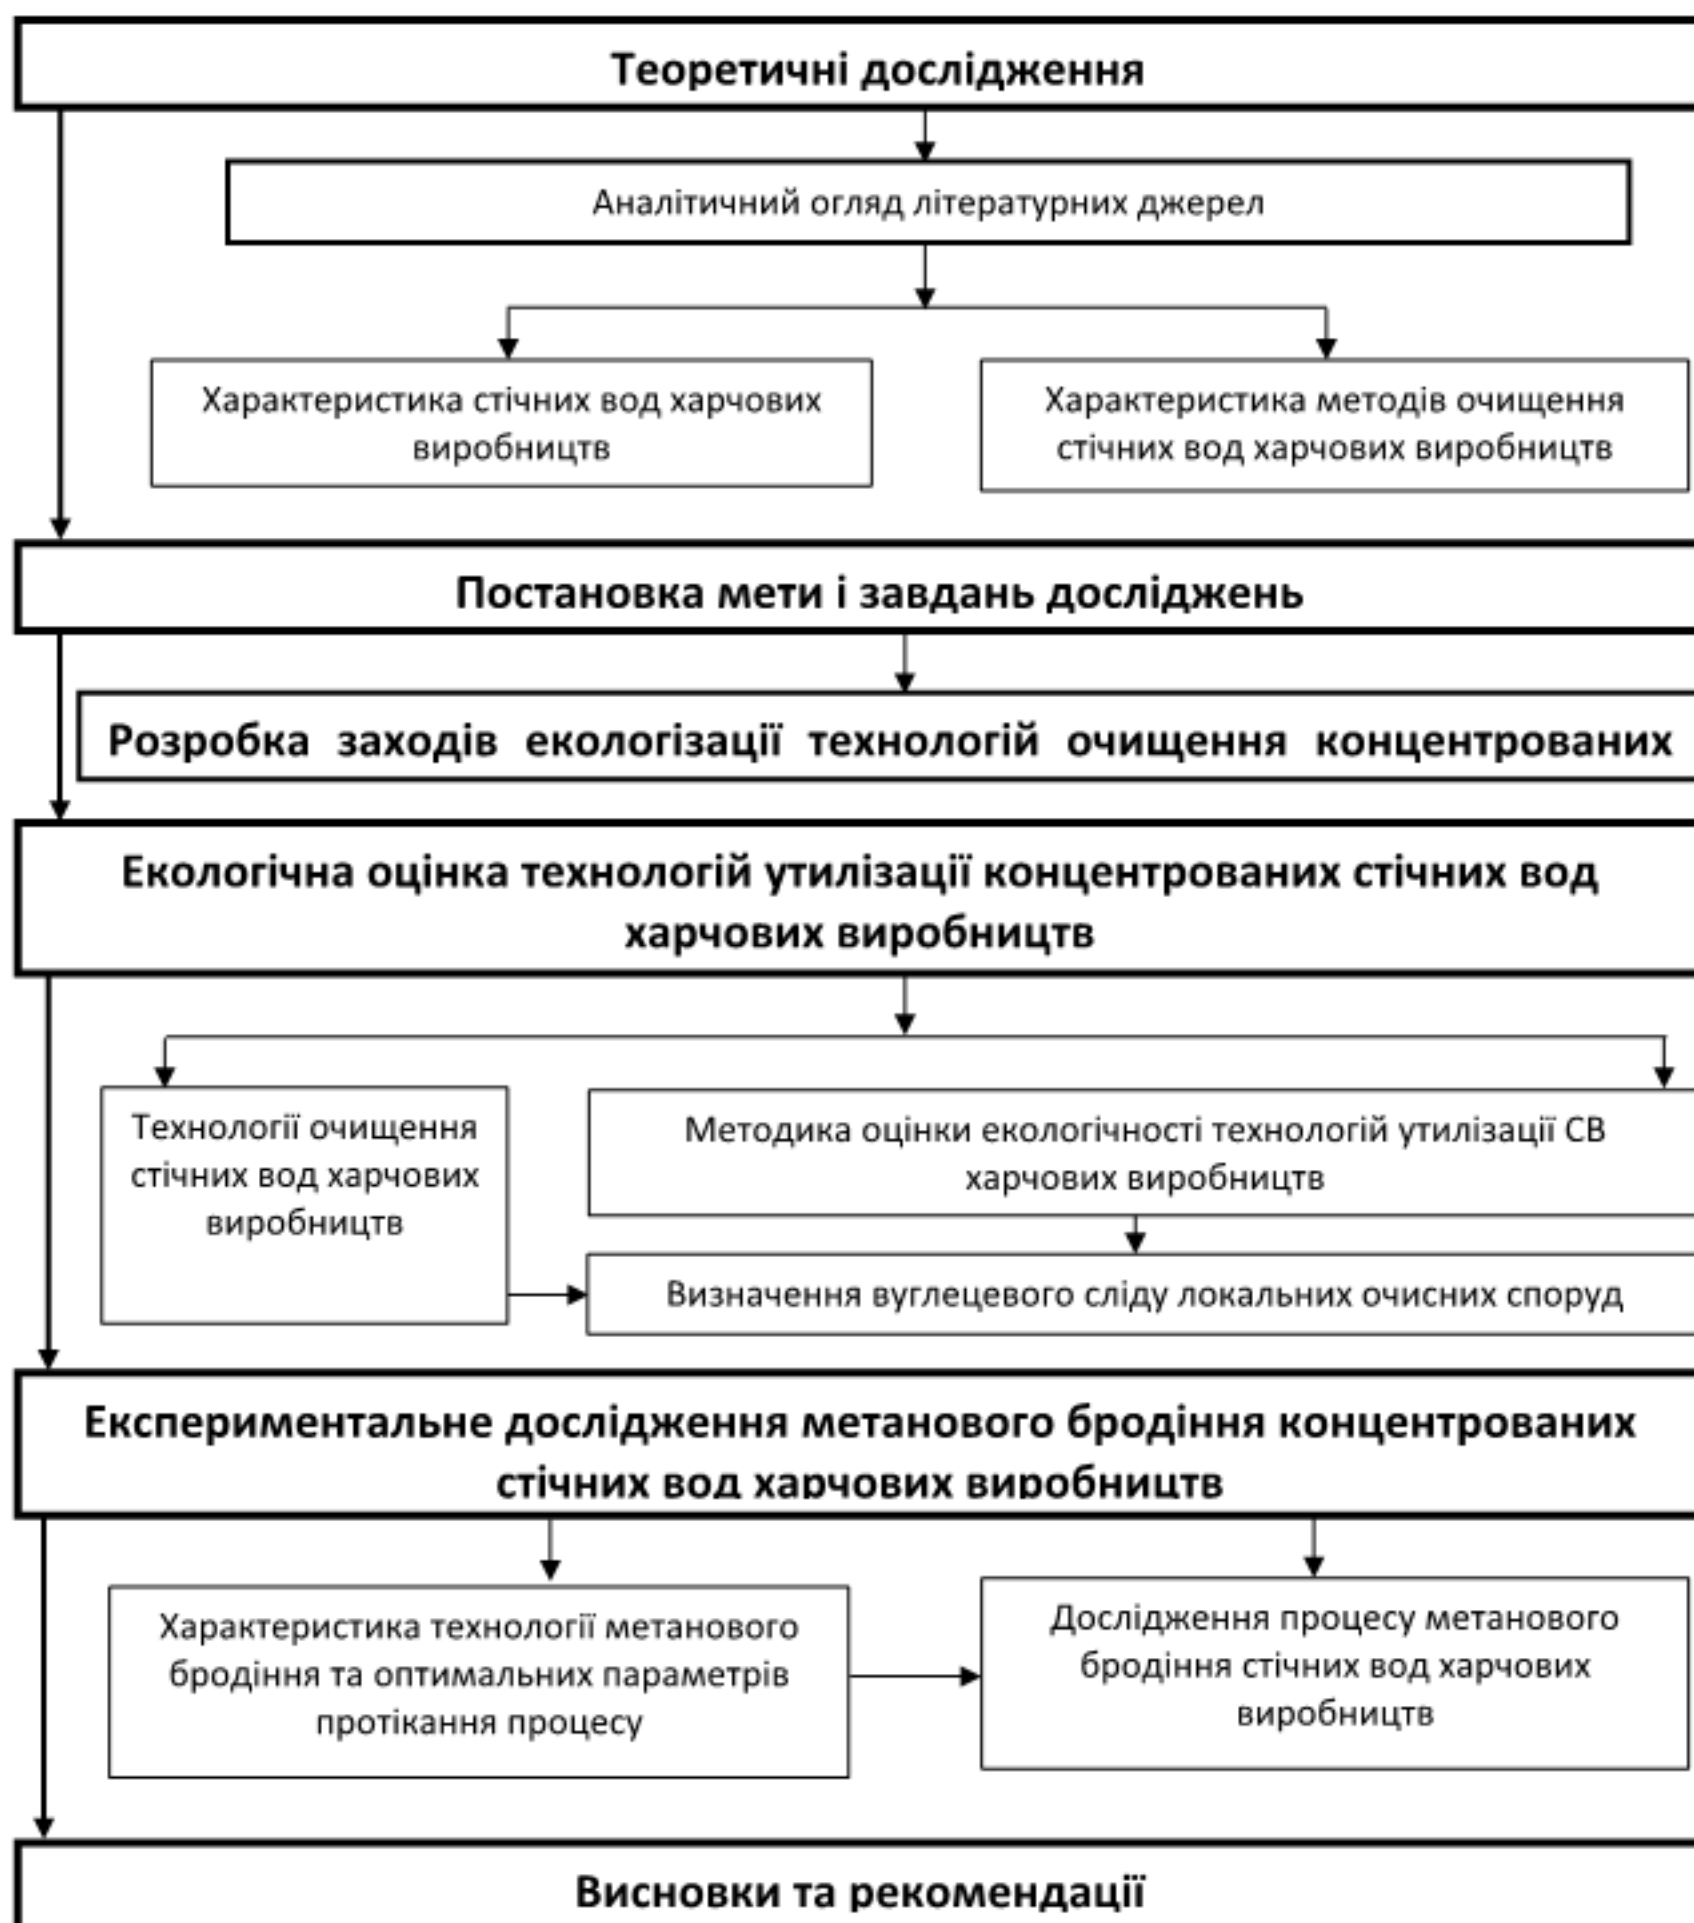 Теоретичні дослідження
Аналітичний огляд літературних джерел
Характеристика стічних вод харчових
виробництв
Характеристика методів очищення
стічних вод харчових виробництв
Постановка мети і завдань досліджень
Розробка заходів екологізації технологій очищення концентрованих
Екологічна оцінка технологій утилізації концентрованих стічних вод
харчових виробництв
Технології очищення
стічних вод харчових
виробництв
Методика оцінки екологічності технологій утилізації СВ
харчових виробництв
Визначення вуглецевого сліду локальних очисних споруд
Експериментальне дослідження метанового бродіння концентрованих
стічних вод харчових виробництв
Характеристика технології метанового
бродіння та оптимальних параметрів
протікання процесу
Дослідження процесу метанового
бродіння стічних вод харчових
виробництв
Висновки та рекомендації